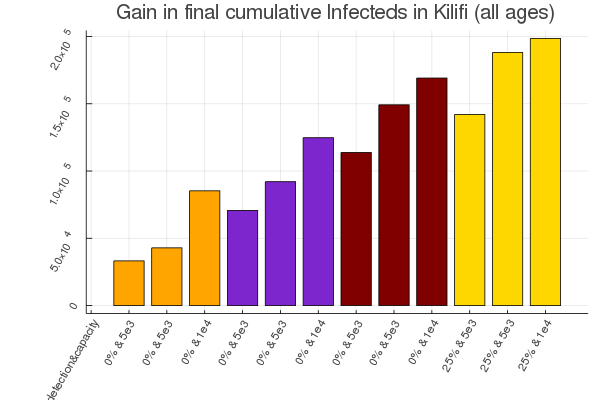 Gain in final cumulative Infecteds in Kilifi (all ages)
2.0×10 5
1.5×10 5
1.0×10 5
5.0×10 4
0
detection&capacity
0% & 5e3
0% & 5e3
0% & 1e4
0% & 5e3
0% & 5e3
0% & 1e4
0% & 5e3
0% & 5e3
0% & 1e4
25% & 5e3
25% & 5e3
25% & 1e4